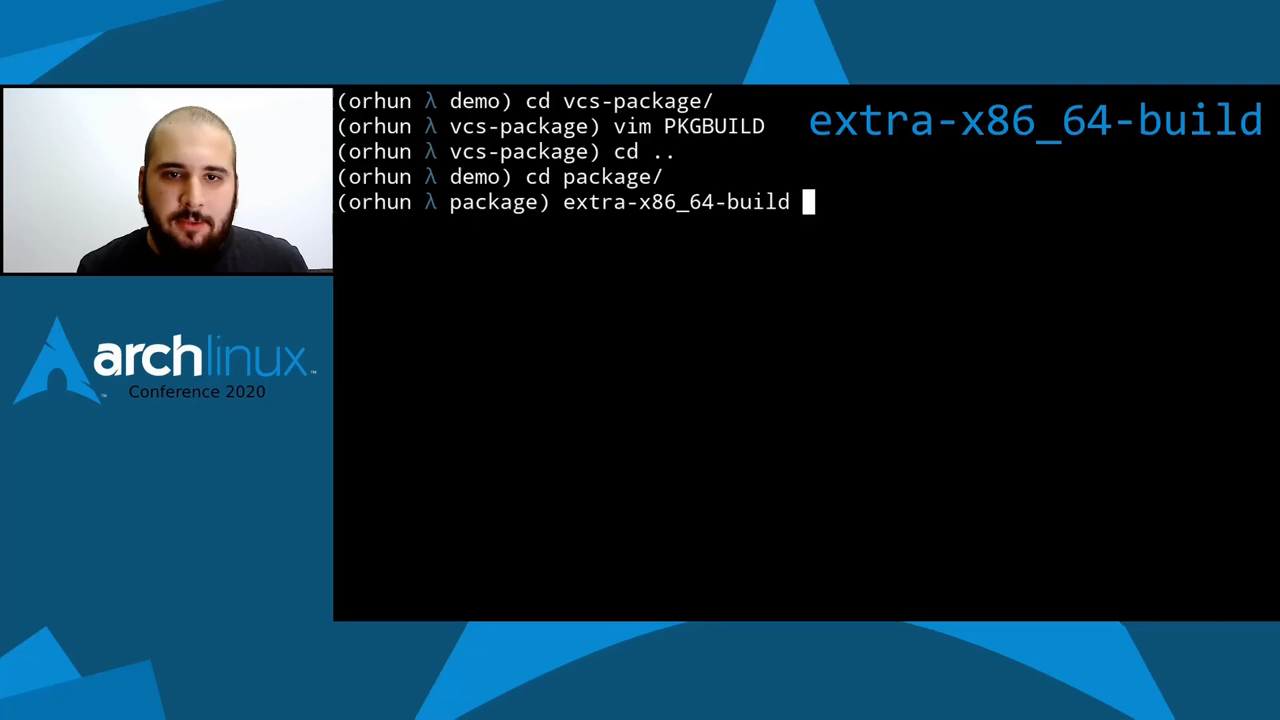 (orhun λ demo) cd vcs-package/
(orhun λ vcs-package) vim PKGBUILD
(orhun λ vcs-package) cd ..
(orhun λ demo) cd package/
(orhun λ package) extra-x86_64-build
extra-x86_64-build
archlinux™
Conference 2020